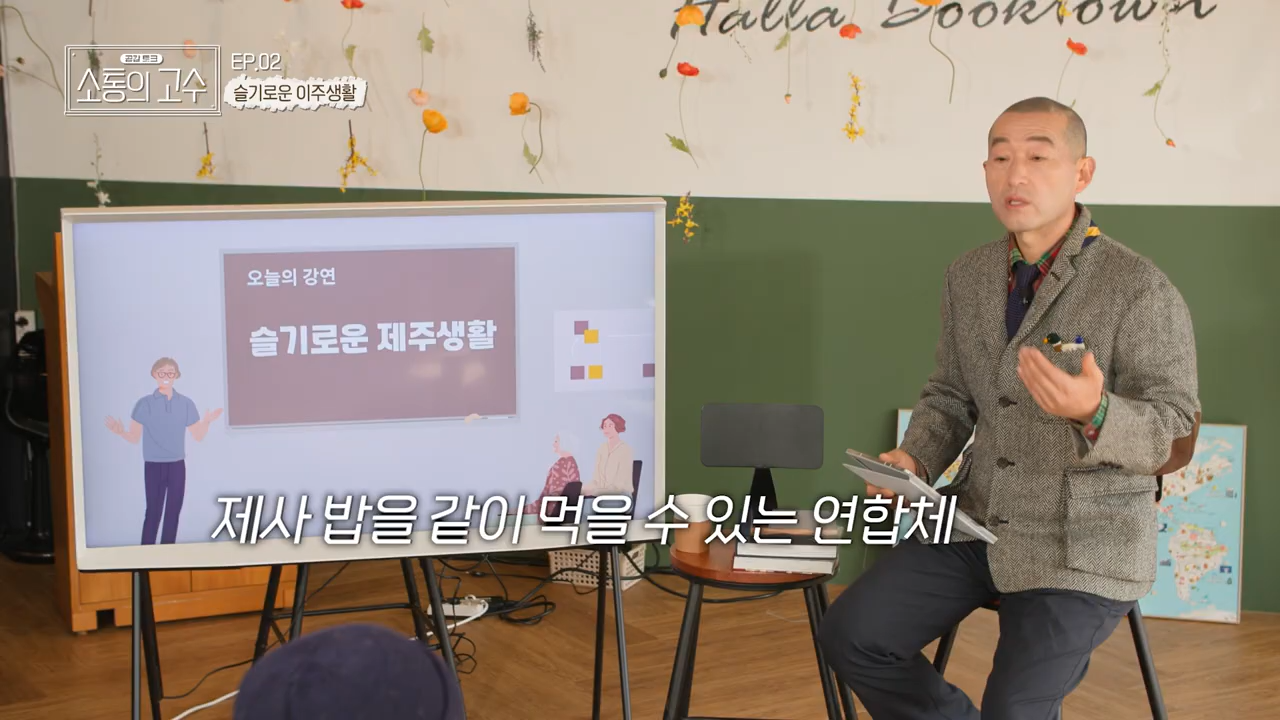 Halla Booktown
공감 토크
소통의 고수
EP.02
슬기로운 이주생활
오늘의 강연
슬기로운 제주생활
제사 밥을 같이 먹을 수 있는 연합체